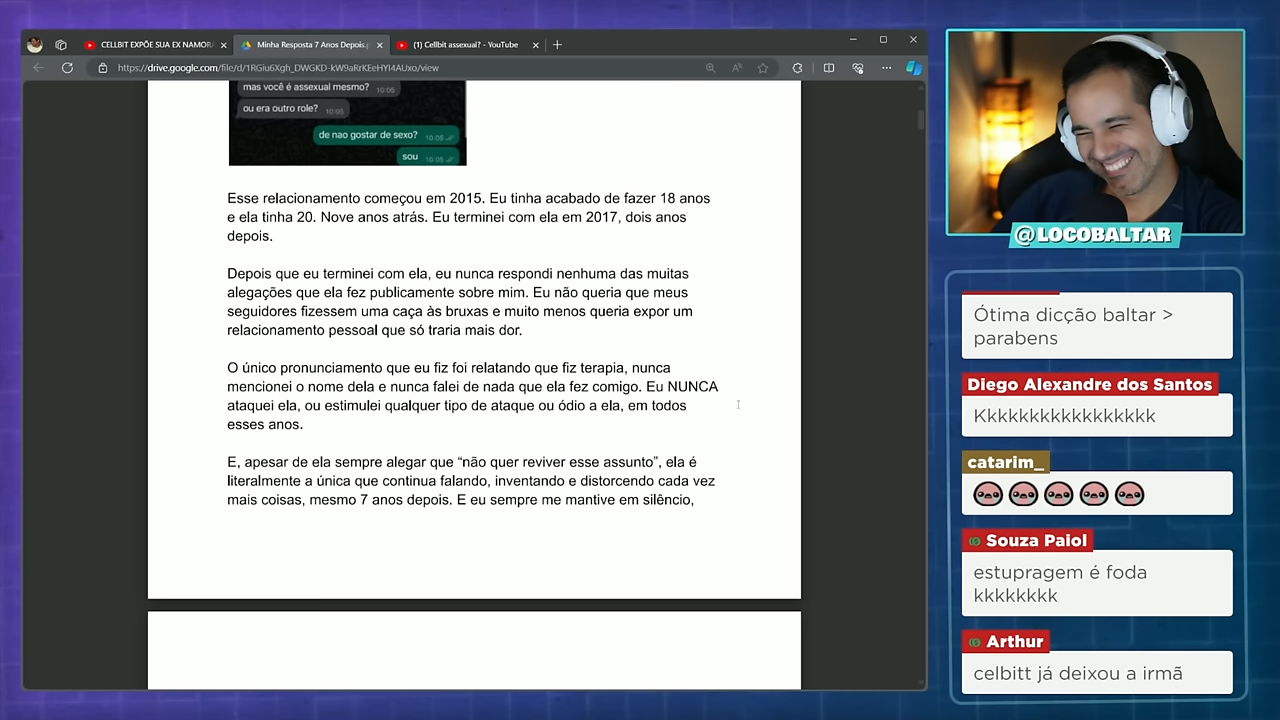 CELLBIT EXPÕE SUA EX NAMOR
Minha Resposta 7 Anos Depois.p
(1) Cellbit assexual? - YouTube
https://drive.google.com/file/d/1RGiu6Xgh_DWGKD-kW9aRrKEeHYI4AUxo/view
mas você é assexual mesmo? 10:05
ou era outro role? 10:05
de nao gostar de sexo? 10:05
sou 10:05
Esse relacionamento começou em 2015. Eu tinha acabado de fazer 18 anos
e ela tinha 20. Nove anos atrás. Eu terminei com ela em 2017, dois anos
depois.
Depois que eu terminei com ela, eu nunca respondi nenhuma das muitas
alegações que ela fez publicamente sobre mim. Eu não queria que meus
seguidores fizessem uma caça às bruxas e muito menos queria expor um
relacionamento pessoal que só traria mais dor.
O único pronunciamento que eu fiz foi relatando que fiz terapia, nunca
mencionei o nome dela e nunca falei de nada que ela fez comigo. Eu NUNCA
ataquei ela, ou estimulei qualquer tipo de ataque ou ódio a ela, em todos
esses anos.
E, apesar de ela sempre alegar que “não quer reviver esse assunto”, ela é
literalmente a única que continua falando, inventando e distorcendo cada vez
mais coisas, mesmo 7 anos depois. E eu sempre me mantive em silêncio,
@LOCOBALTAR
Ótima dicção baltar >
parabens
Diego Alexandre dos Santos
Kkkkkkkkkkkkkkkkk
catarim_
Souza Paiol
estupragem é foda
kkkkkkkk
Arthur
celbitt já deixou a irmã